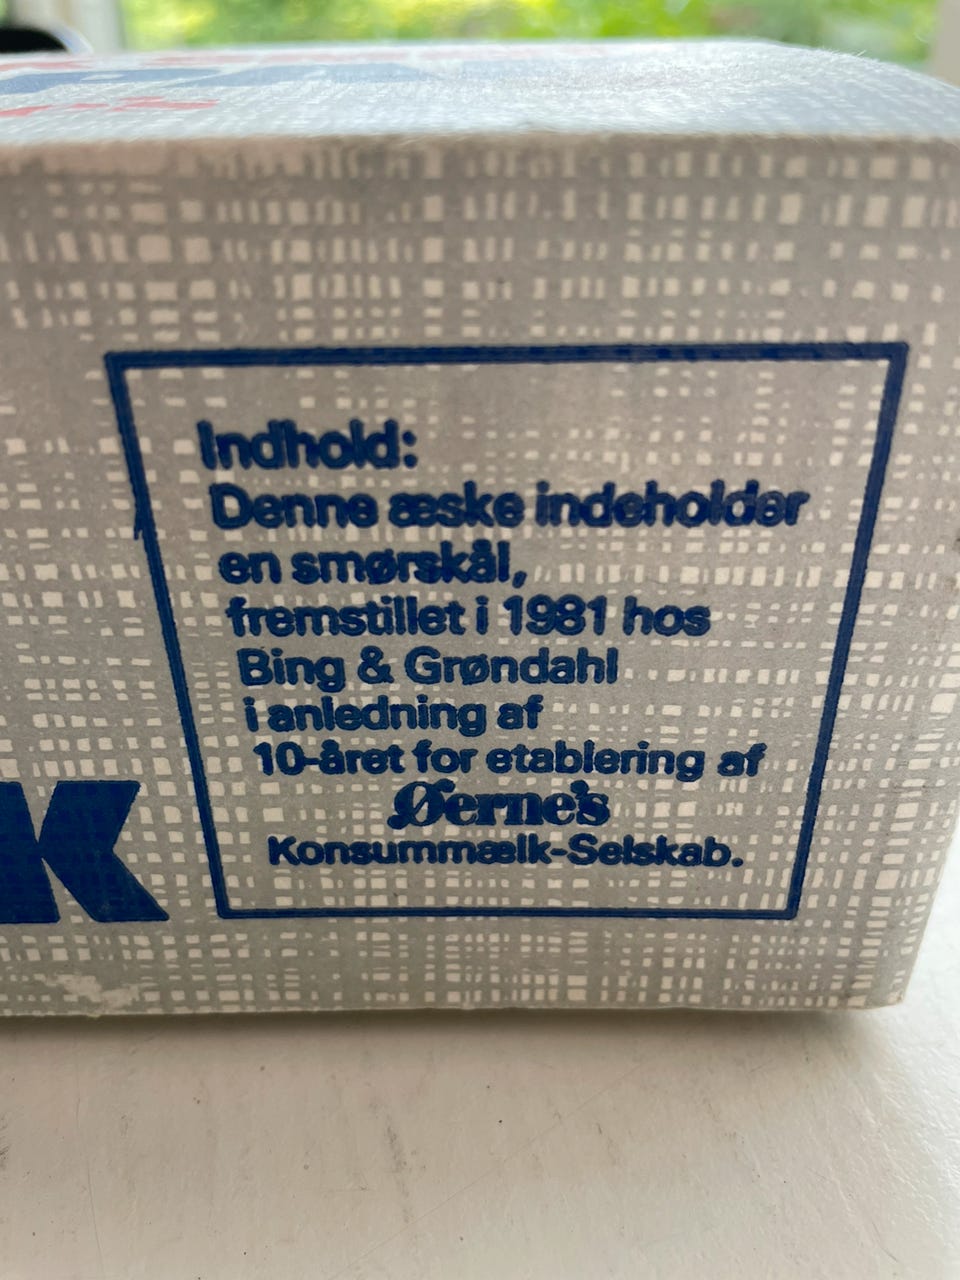 Indhold:
Denne æske indeholder
en smørskål,
fremstillet i 1981 hos
Bing & Grøndahl
i anledning af
10-året for etablering af
Øerne's
Konsummælk-Selskab.
K